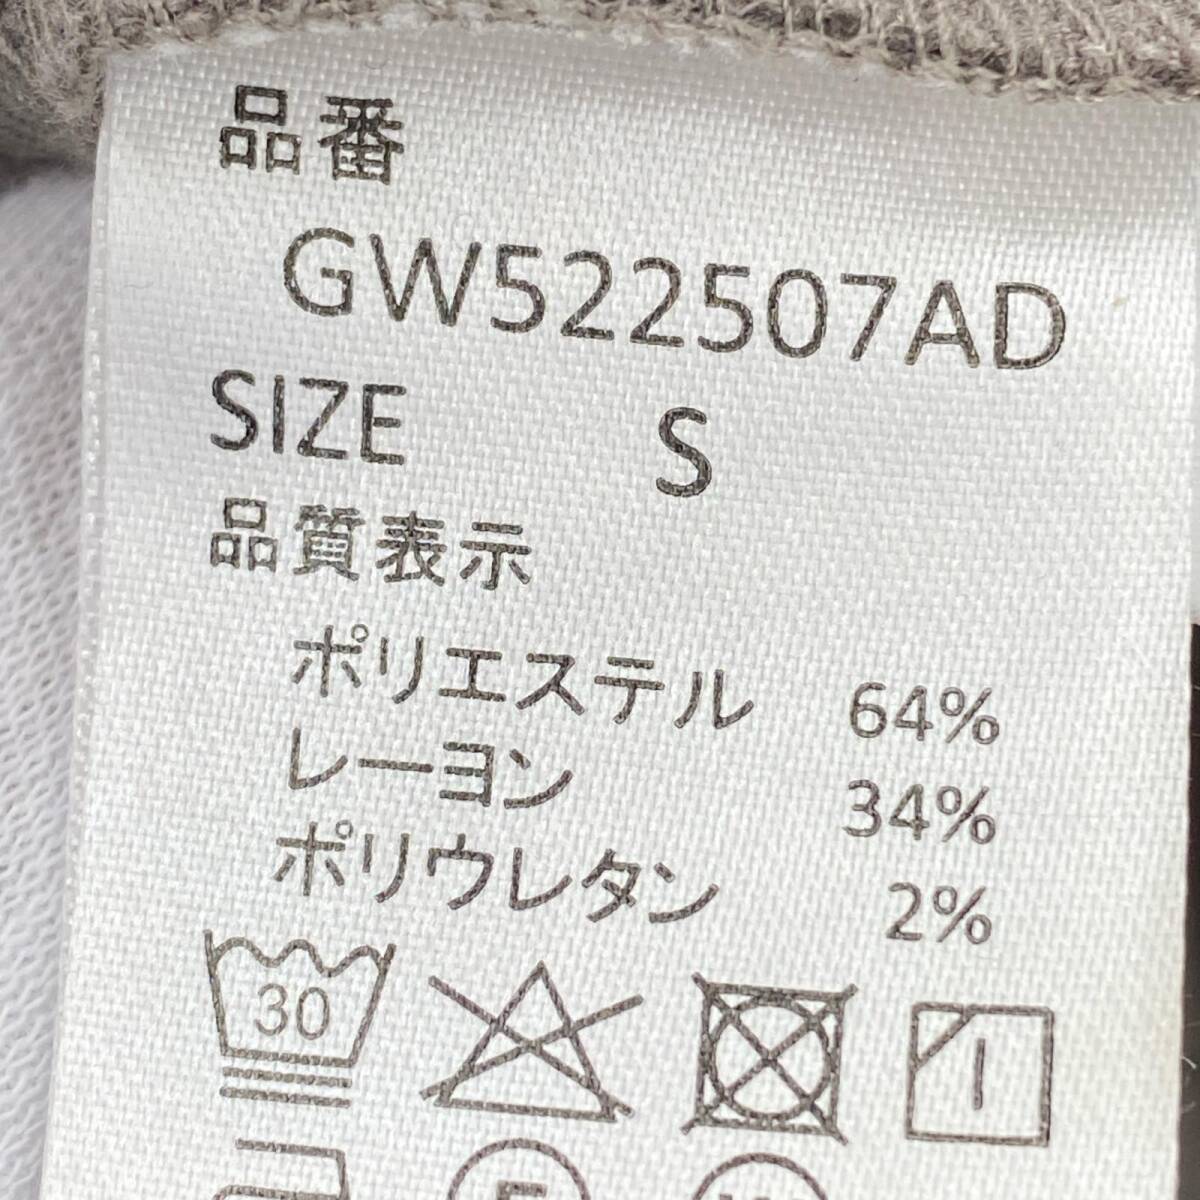 品番
GW522507AD
SIZE S
品質表示
ポリエステル 64%
レーヨン 34%
ポリウレタン 2%
30